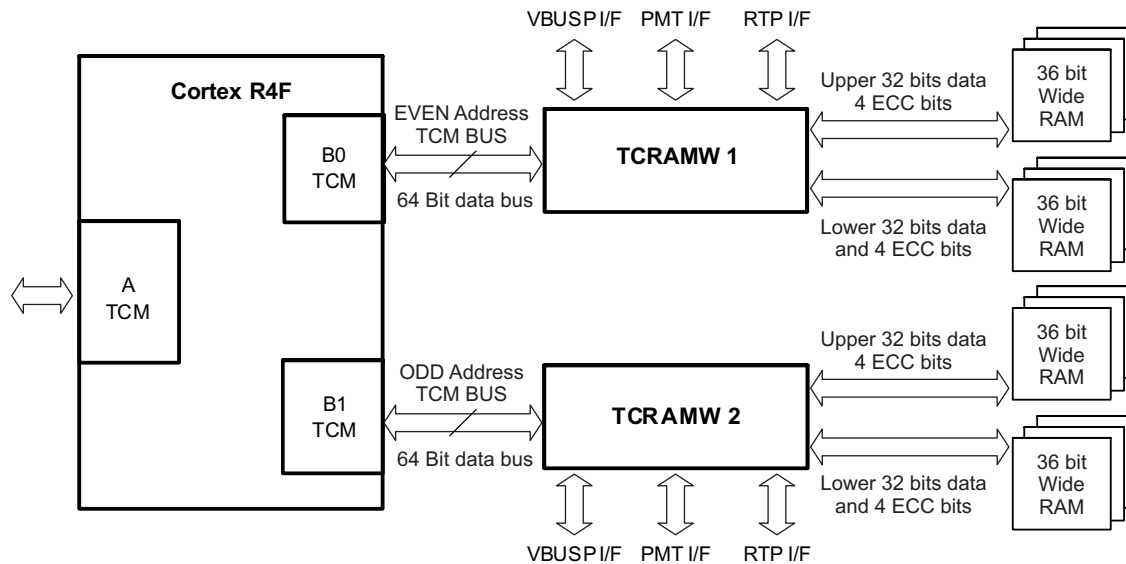 VBUSP I/F PMT I/F RTP I/F
Cortex R4F
B0
TCM
A
TCM
B1
TCM
EVEN Address
TCM BUS
64 Bit data bus
TCRAMW 1
Upper 32 bits data
4 ECC bits
36 bit
Wide
RAM
Lower 32 bits data
and 4 ECC bits
36 bit
Wide
RAM
ODD Address
TCM BUS
64 Bit data bus
TCRAMW 2
Upper 32 bits data
4 ECC bits
36 bit
Wide
RAM
Lower 32 bits data
and 4 ECC bits
36 bit
Wide
RAM
VBUSP I/F PMT I/F RTP I/F